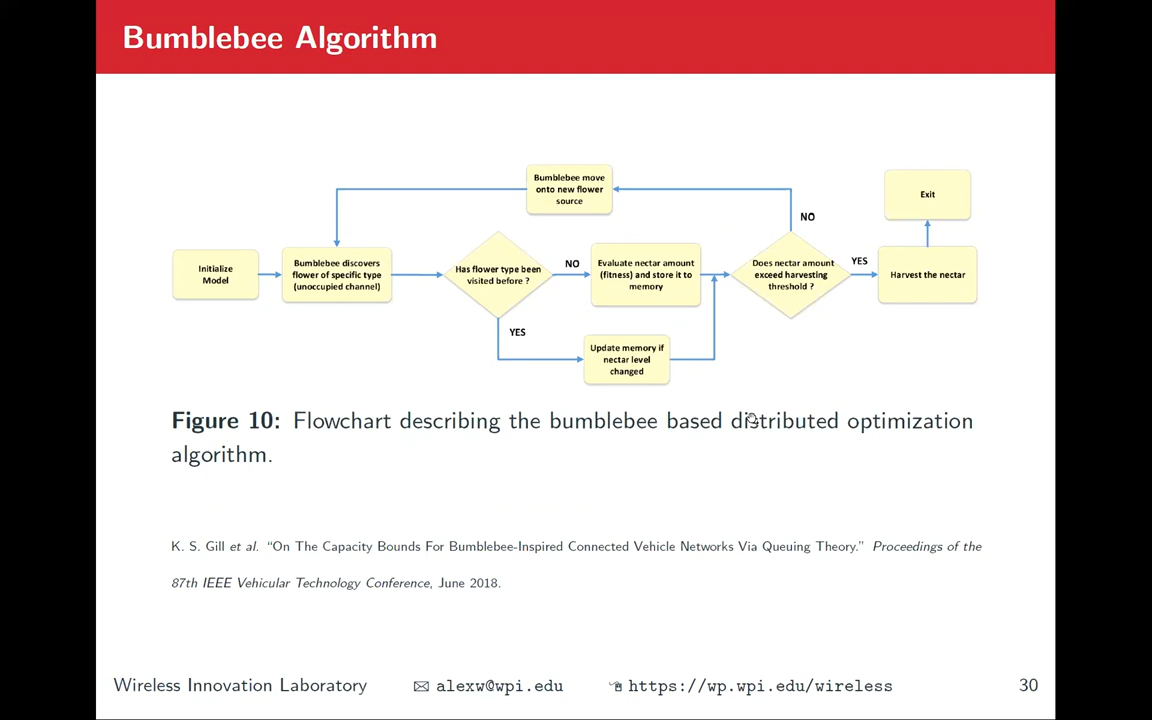 Bumblebee Algorithm
Bumblebee move
onto new flower
source
Exit
NO
Initialize
Model
Bumblebee discovers
flower of specific type
(unoccupied channel)
Has flower type been
visited before ?
NO
Evaluate nectar amount
(fitness) and store it to
memory
Does nectar amount
exceed harvesting
threshold ?
YES
Harvest the nectar
YES
Update memory if
nectar level
changed
Figure 10: Flowchart describing the bumblebee based distributed optimization
algorithm.
K. S. Gill et al. “On The Capacity Bounds For Bumblebee-Inspired Connected Vehicle Networks Via Queuing Theory.” Proceedings of the
87th IEEE Vehicular Technology Conference, June 2018.
Wireless Innovation Laboratory alexw@wpi.edu https://wp.wpi.edu/wireless 30